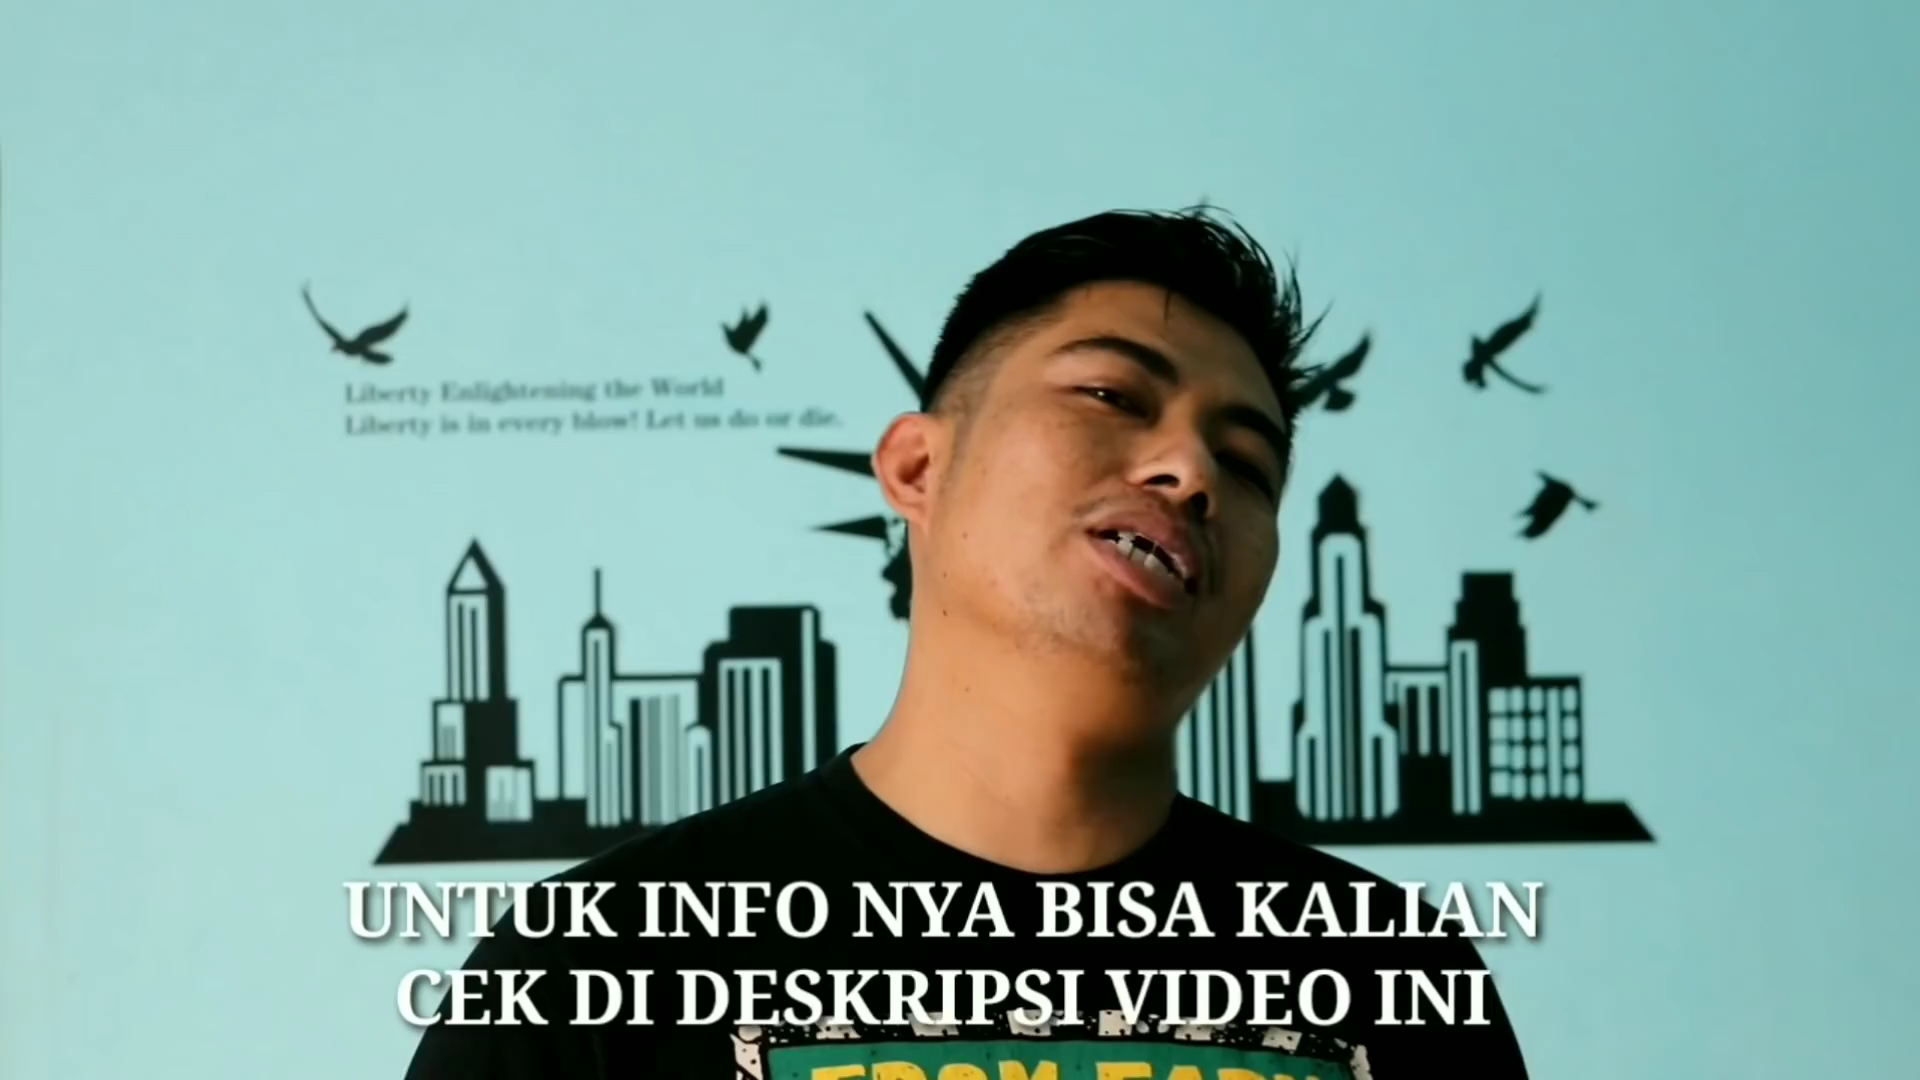 Liberty Enlightening the World
Liberty is in every blow! Let us do or die.
UNTUK INFO NYA BISA KALIAN
CEK DI DESKRIPSI VIDEO INI
FROM